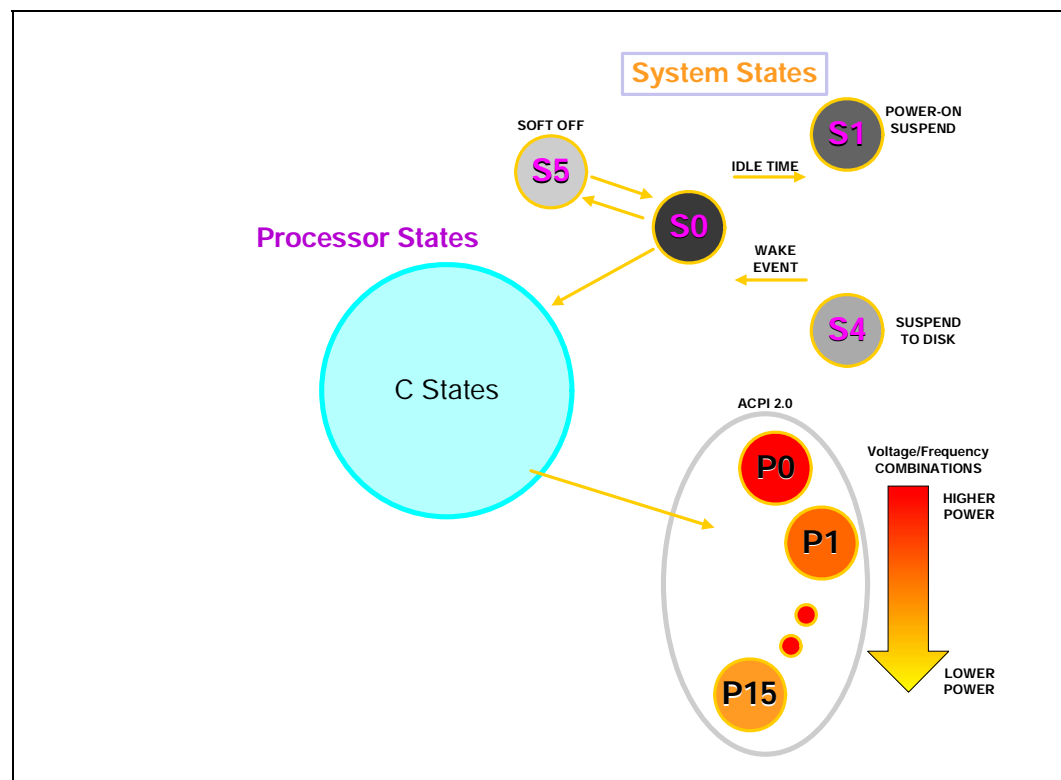 System States
SOFT OFF
S5
S1
POWER-ON
SUSPEND
IDLE TIME
S0
Processor States
WAKE
EVENT
S4
SUSPEND
TO DISK
C States
ACPI 2.0
P0
P1
P15
Voltage/Frequency
COMBINATIONS
HIGHER
POWER
LOWER
POWER